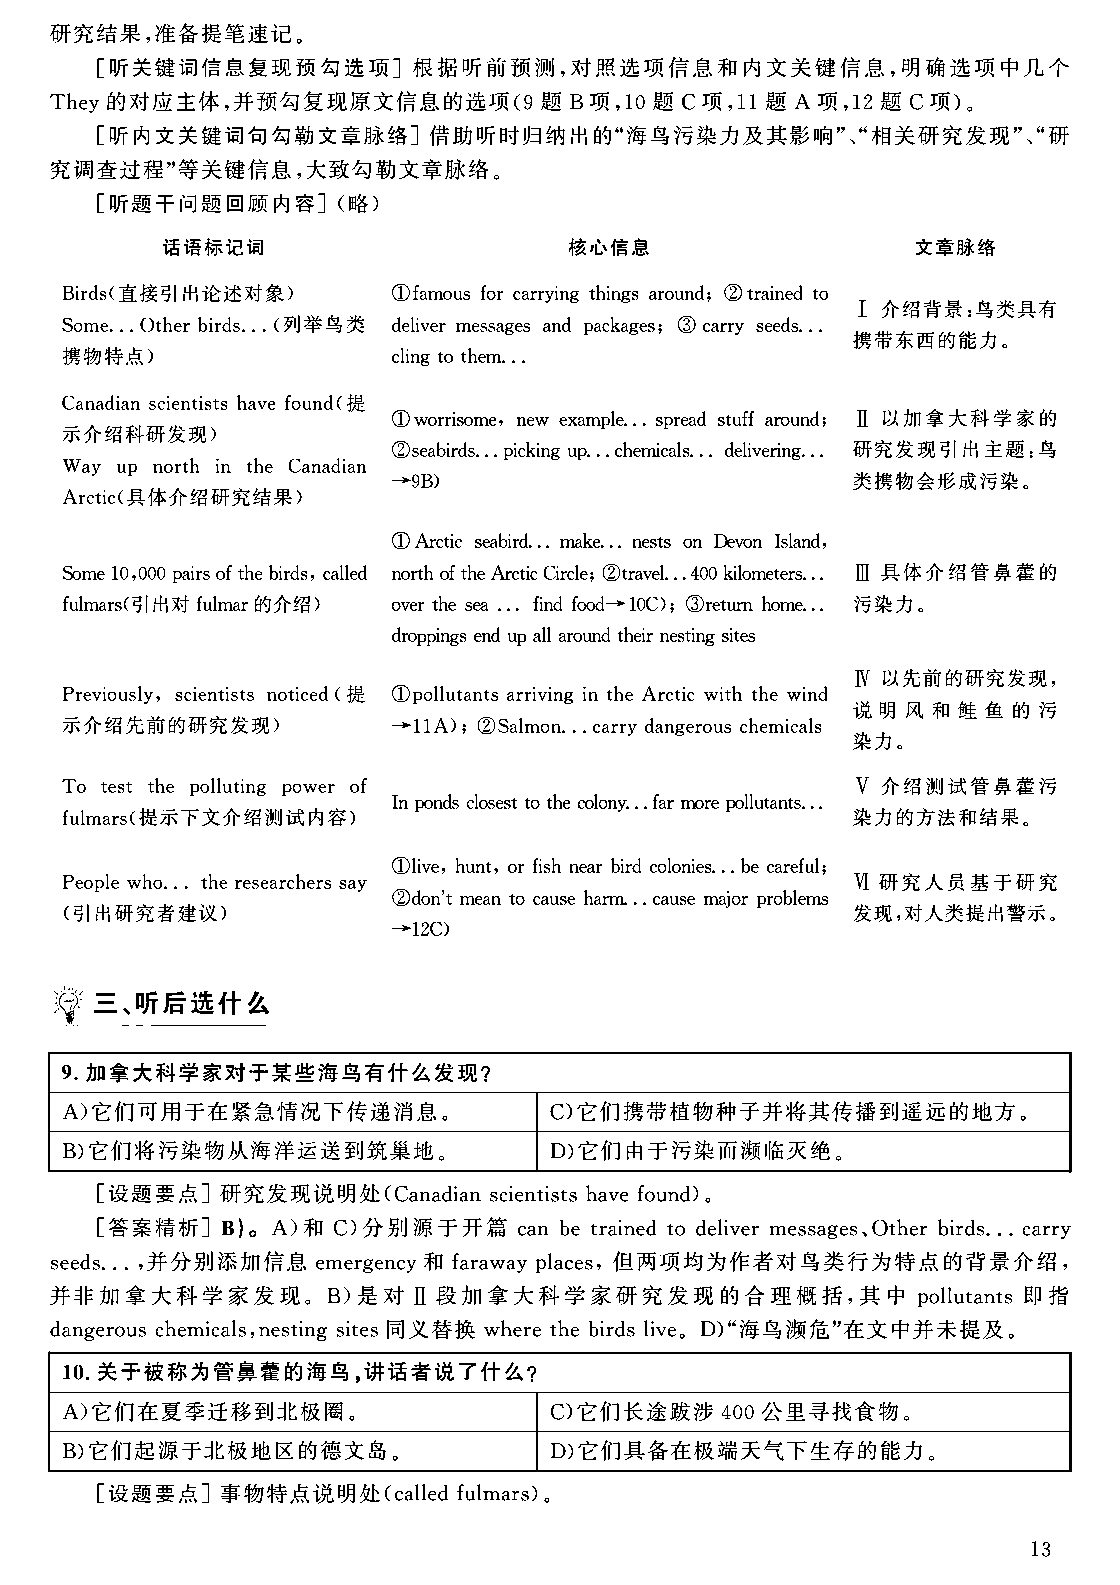 研究结果,准备提笔速记。
[听关键词信息复现预勾选项] 根据听前预测,对照选项信息和内文关键信息,明确选项中几个
They 的对应主体,并预勾复现原文信息的选项(9 题 B 项,10 题 C 项,11 题 A 项,12 题 C 项)。
[听内文关键词句勾勒文章脉络] 借助听时归纳出的“海鸟污染力及其影响”、“相关研究发现”、“研
究调查过程”等关键信息,大致勾勒文章脉络。
[听题干问题回顾内容] (略)
话语标记词 核心信息 文章脉络
Birds(直接引出论述对象)
Some...Other birds...(列举鸟类
携物特点)
①famous for carrying things around; ②trained to
deliver messages and packages; ③carry seeds...
cling to them...
Ⅰ 介绍背景:鸟类具有
携带东西的能力。
Canadian scientists have found(提
示介绍科研发现)
Way up north in the Canadian
Arctic(具体介绍研究结果)
①worrisome, new example... spread stuff around;
②seabirds...picking up...chemicals... delivering...
→9B)
Ⅱ 以加拿大科学家的
研究发现引出主题:鸟
类携物会形成污染。
Some 10,000 pairs of the birds, called
fulmars(引出对 fulmar 的介绍)
①Arctic seabird... make... nests on Devon Island,
north of the Arctic Circle; ②travel...400 kilometers...
over the sea ... find food→10C); ③return home...
droppings end up all around their nesting sites
Ⅲ 具体介绍管鼻藿的
污染力。
Previously, scientists noticed(提
示介绍先前的研究发现)
①pollutants arriving in the Arctic with the wind
→11A); ②Salmon...carry dangerous chemicals
Ⅳ 以先前的研究发现,
说明风和鲑鱼的污
染力。
To test the polluting power of
fulmars(提示下文介绍测试内容)
In ponds closest to the colony...far more pollutants...
Ⅴ 介绍测试管鼻藿污
染力的方法和结果。
People who... the researchers say
(引出研究者建议)
①live, hunt, or fish near bird colonies...be careful;
②don't mean to cause harm...cause major problems
→12C)
Ⅵ 研究人员基于研究
发现,对人类提出警示。
三、听后选什么
9. 加拿大科学家对于某些海鸟有什么发现?
A)它们可用于在紧急情况下传递消息。 C)它们携带植物种子并将其传播到遥远的地方。
B)它们将污染物从海洋运送到筑巢地。 D)它们由于污染而濒临灭绝。
[设题要点] 研究发现说明处(Canadian scientists have found)。
[答案精析] B)。A)和 C)分别源于开篇 can be trained to deliver messages、Other birds... carry
seeds...,并分别添加信息 emergency 和 faraway places, 但两项均为作者对鸟类行为特点的背景介绍,
并非加拿大科学家发现。B)是对Ⅱ段加拿大科学家研究发现的合理概括,其中 pollutants 即指
dangerous chemicals,nesting sites 同义替换 where the birds live。D)“海鸟濒危”在文中并未提及。
10. 关于被称为管鼻藿的海鸟,讲话者说了什么?
A)它们在夏季迁移到北极圈。 C)它们长途跋涉 400 公里寻找食物。
B)它们起源于北极地区的德文岛。 D)它们具备在极端天气下生存的能力。
[设题要点] 事物特点说明处(called fulmars)。
13